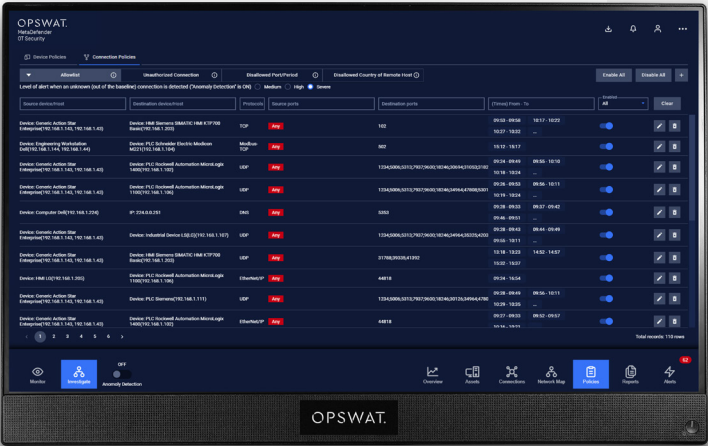 OPSWAT.
MetaDefender
OT Security
Device Policies
Connection Policies
Allowlist
Unauthorized Connection
Disallowed Port/Period
Disallowed Country of Remote Host
Enable All
Disable All
+
Level of alert when an unknown (out of the baseline) connection is detected ("Anomaly Detection" is ON)
Medium
High
Severe
Source device/Host
Destination device/Host
Protocols
Source ports
Destination ports
(Times) From - To
Enabled
All
Clear
Device: Generic Action Star
Enterprise(192.168.1.143, 192.168.1.43)
Device: HMI Siemens SIMATIC HMI KTP700
Basic(192.168.1.203)
TCP
Any
102
09:53 - 09:58
10:17 - 10:22
10:27 - 10:32
...
Device: Engineering Workstation
Dell(192.168.1.144, 192.168.1.44)
Device: PLC Schneider Electric Modicon
M221(192.168.1.104)
Modbus-
TCP
Any
502
15:12 - 18:17
Device: Generic Action Star
Enterprise(192.168.1.143, 192.168.1.43)
Device: PLC Rockwell Automation MicroLogix
1400(192.168.1.102)
UDP
Any
09:24 - 09:49
09:56 - 10:10
10:18 - 10:24
Device: Generic Action Star
Enterprise(192.168.1.143, 192.168.1.43)
Device: PLC Rockwell Automation MicroLogix
1100(192.168.1.106)
UDP
Any
09:26 - 09:53
09:56 - 10:11
10:19 - 10:24
...
Device: Computer Dell(192.168.1.224)
IP: 224.0.0.251
DNS
Any
5353
09:28 - 09:33
09:37 - 09:42
09:46 - 09:51
Device: Generic Action Star
Enterprise(192.168.1.143, 192.168.1.43)
Device: Industrial Device LS(LG)(192.168.1.107)
UDP
Any
09:28 - 09:43
09:44 - 09:49
09:55 - 10:11
Device: Generic Action Star
Enterprise(192.168.1.143, 192.168.1.43)
Device: HMI Siemens SIMATIC HMI KTP700
Basic(192.168.1.203)
UDP
Any
13:18 - 13:23
14:52 - 14:57
15:32 - 15:37
Device: HMI LG(192.168.1.205)
Device: PLC Rockwell Automation MicroLogix
1100(192.168.1.106)
EtherNet/IP
Any
44818
09:24 - 16:54
Device: Generic Action Star
Enterprise(192.168.1.143, 192.168.1.43)
Device: PLC Siemens(192.168.1.111)
UDP
Any
09:28 - 09:49
09:56 - 10:11
10:29 - 10:35
...
Device: Generic Action Star
Enterprise(192.168.1.143, 192.168.1.43)
Device: PLC Rockwell Automation MicroLogix
1400(192.168.1.102)
EtherNet/IP
Any
44818
09:27 - 09:33
09:52 - 09:57
1
2
3
4
5
6
Total records: 110 rows
Monitor
Investigate
OFF
Anomaly Detection
Overview
Assets
Connections
Network Map
Policies
Reports
52
Alerts
OPSWAT.